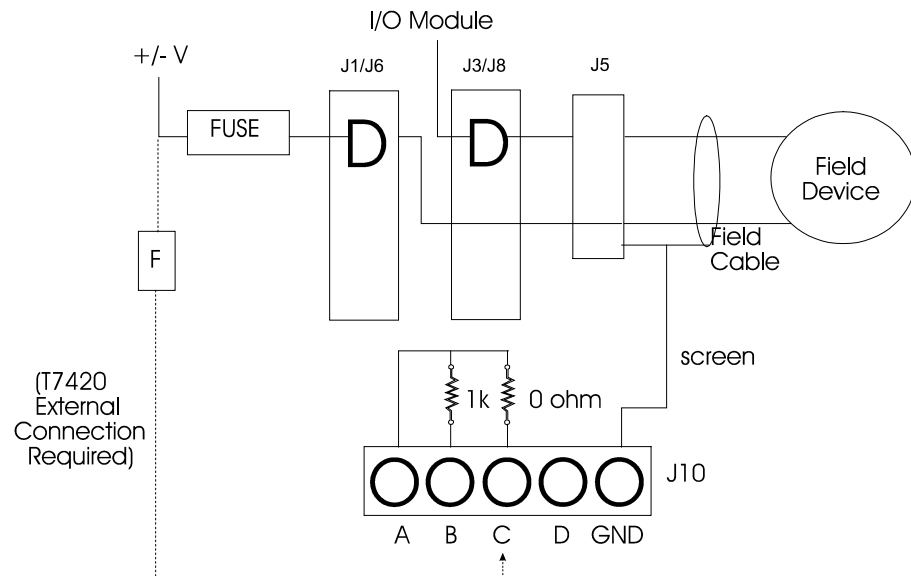 I/O Module
+/- V
J1/J6
J3/J8
J5
FUSE
Field
Device
F
Field
Cable
(T7420
External
Connection
Required)
screen
1k
0 ohm
J10
A
B
C
D
GND